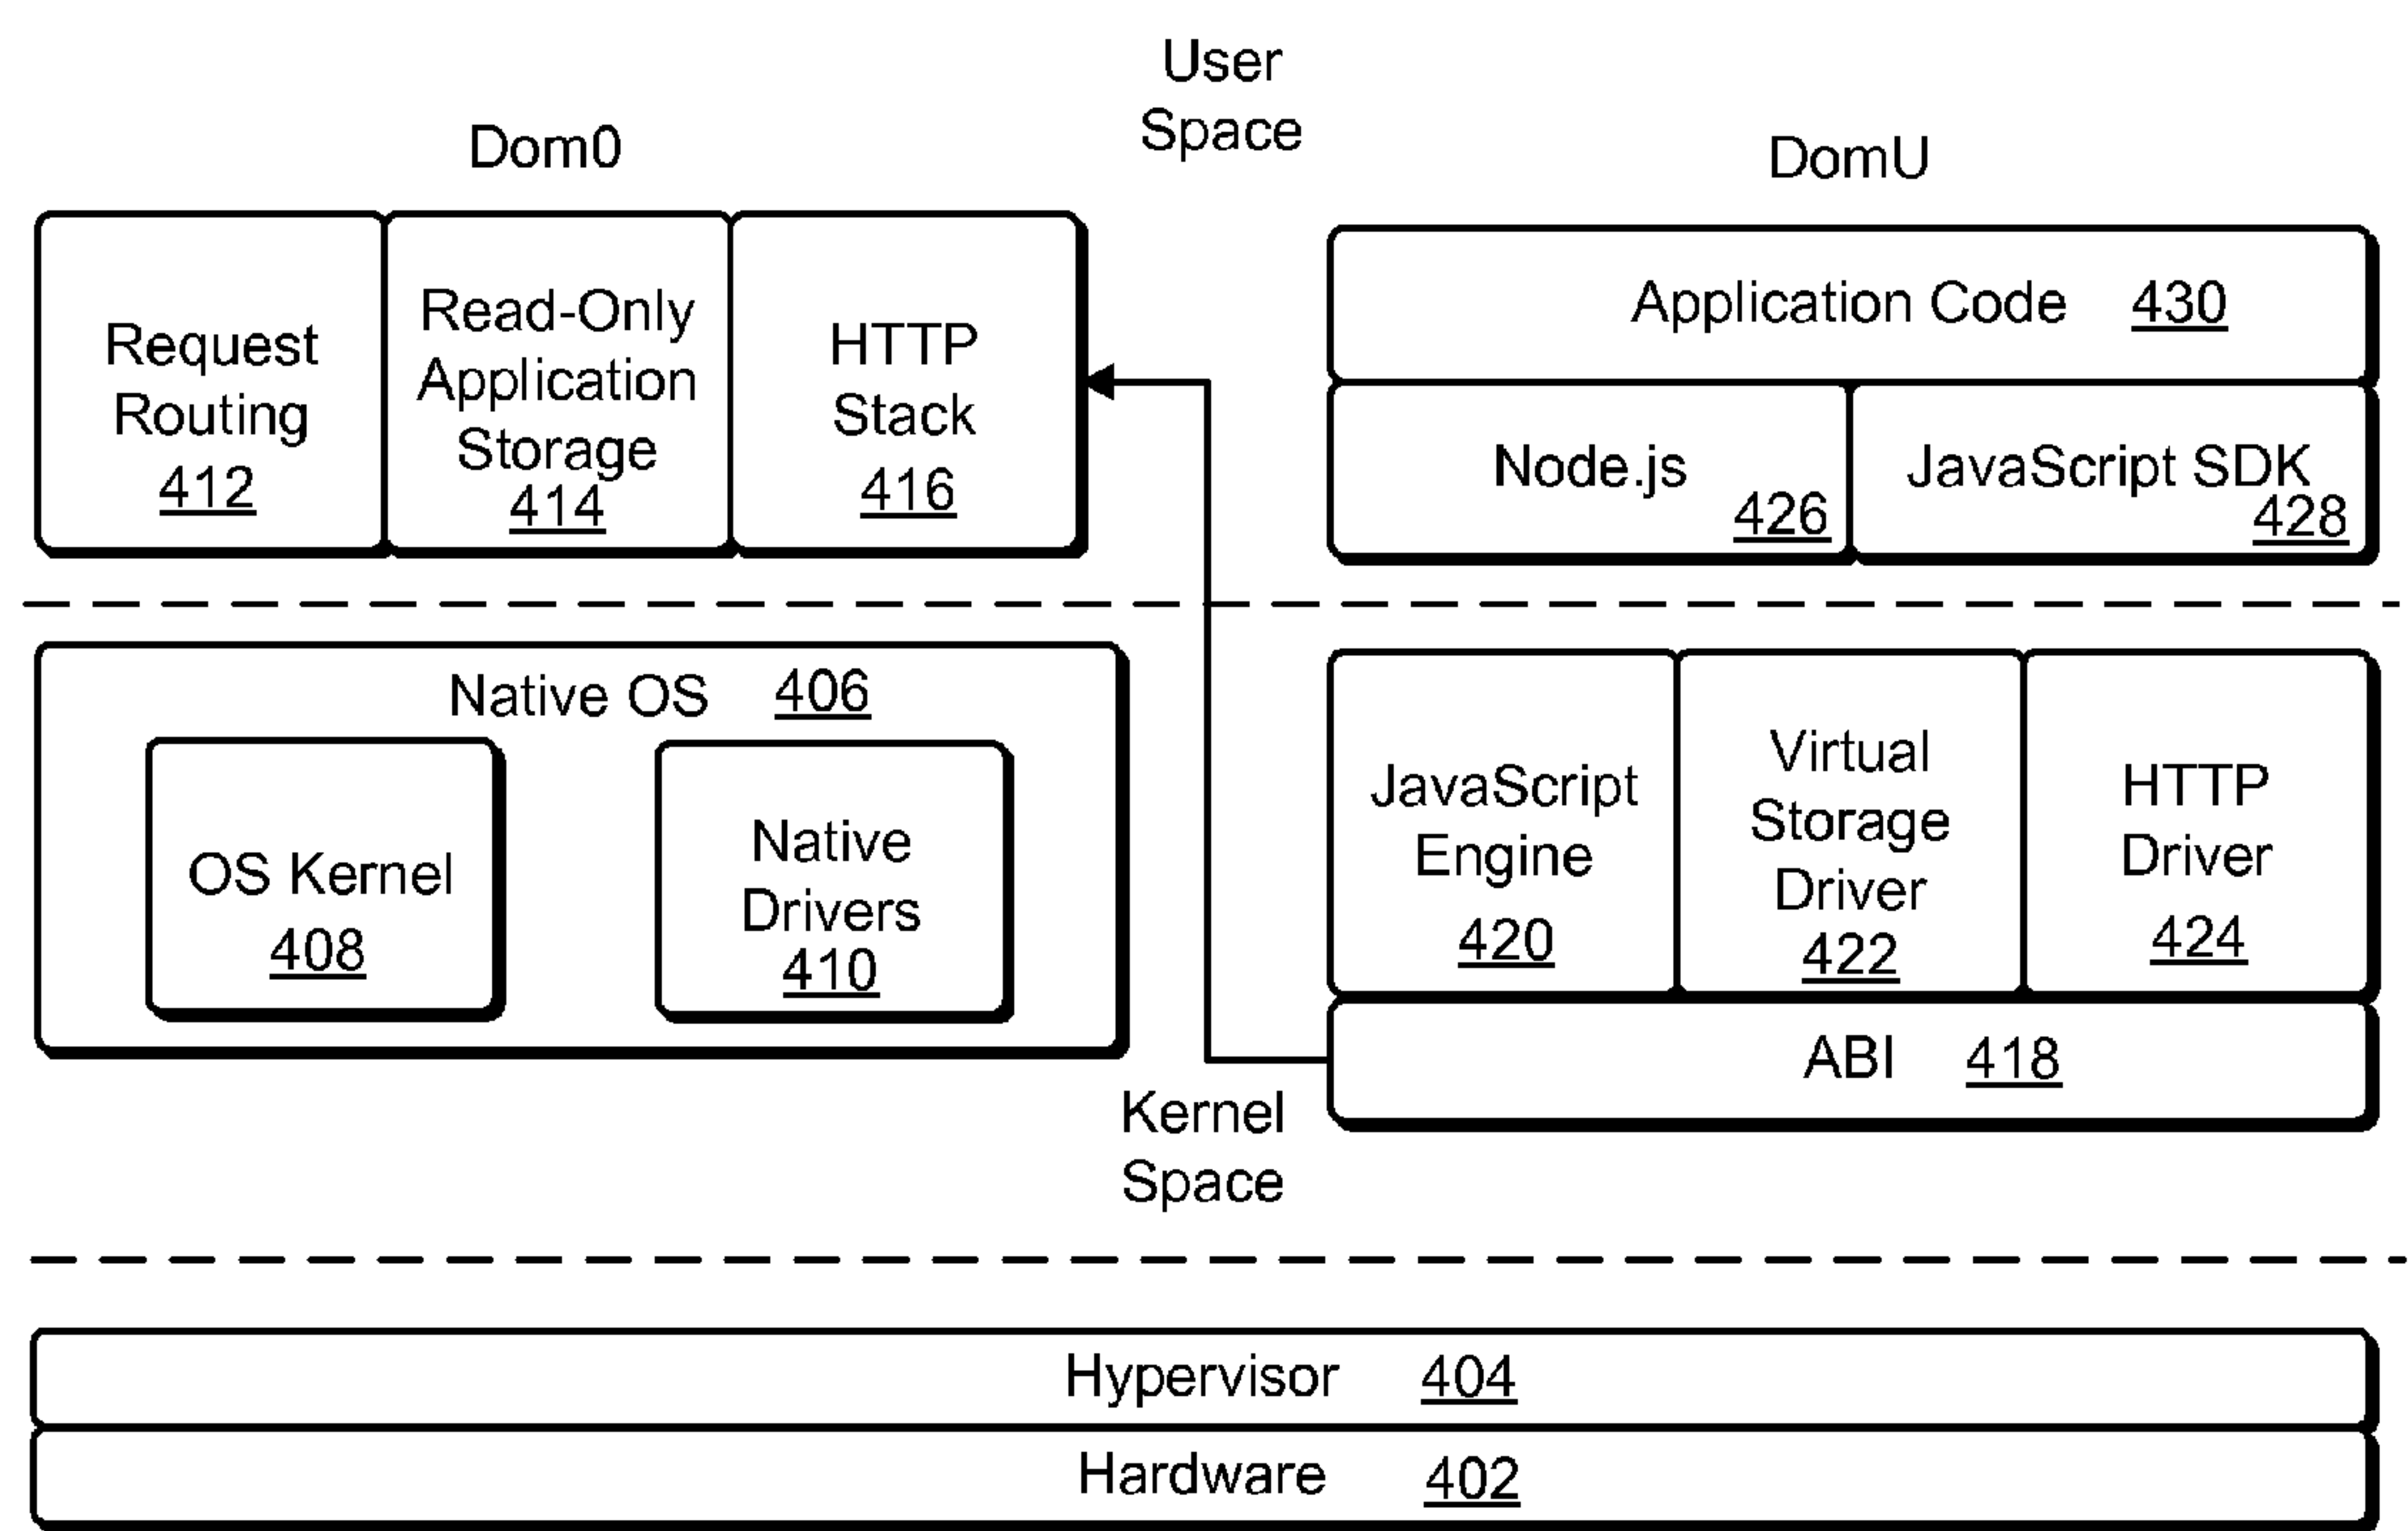 User
Space
Dom0
DomU
Request
Routing
412
Read-Only
Application
Storage
414
HTTP
Stack
416
Application Code 430
Node.js
426
JavaScript SDK
428
Native OS 406
OS Kernel
408
Native
Drivers
410
JavaScript
Engine
420
Virtual
Storage
Driver
422
HTTP
Driver
424
ABI 418
Kernel
Space
Hypervisor 404
Hardware 402